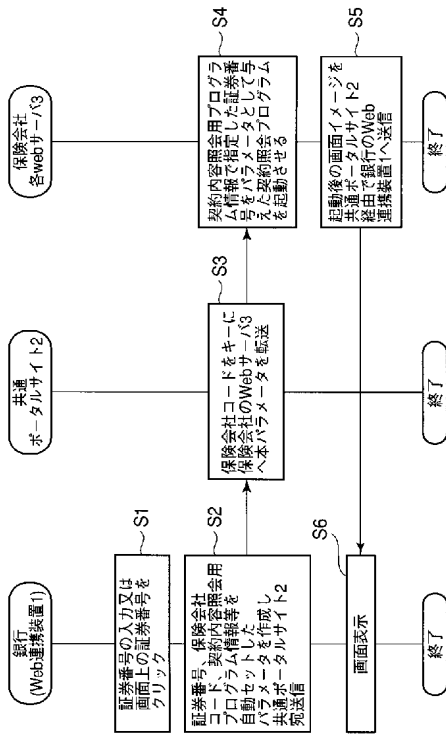 銀行
(Web連携装置1)
共通
ポータルサイト2
保険会社
各Webサーバ3
S1
証券番号の入力又は
画面上の証券番号を
クリック
S2
証券番号、保険会社
コード、契約内容照会用
プログラム情報等を
自動セットした
パラメータを作成し
共通ポータルサイト2
宛送信
S3
保険会社コードをキーに
保険会社のWebサーバ3
へ本パラメータを転送
S4
契約内容照会用プログラ
ム情報で指定した証券番
号をパラメータとして与
えた契約照会プログラム
を起動させる
S5
起動後の画面イメージを
共通ポータルサイト2
経由で銀行のWeb
連携装置1へ送信
S6
画面表示
終了
終了
終了